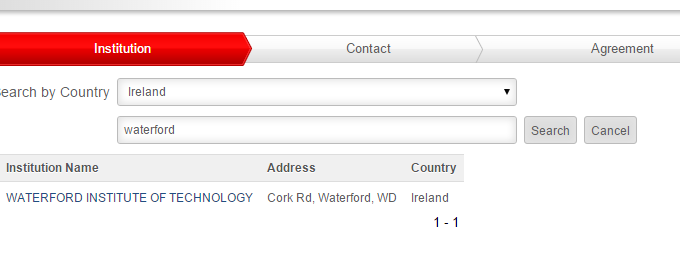 Institution Contact Agreement
earch by Country Ireland
waterford Search Cancel
Institution Name Address Country
WATERFORD INSTITUTE OF TECHNOLOGY Cork Rd, Waterford, WD Ireland
1 - 1